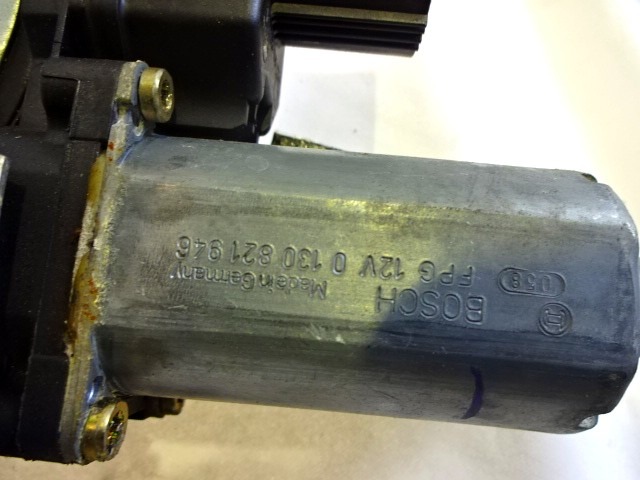 BOSCH Made in Germany
FPG 12V 0 130 821 946